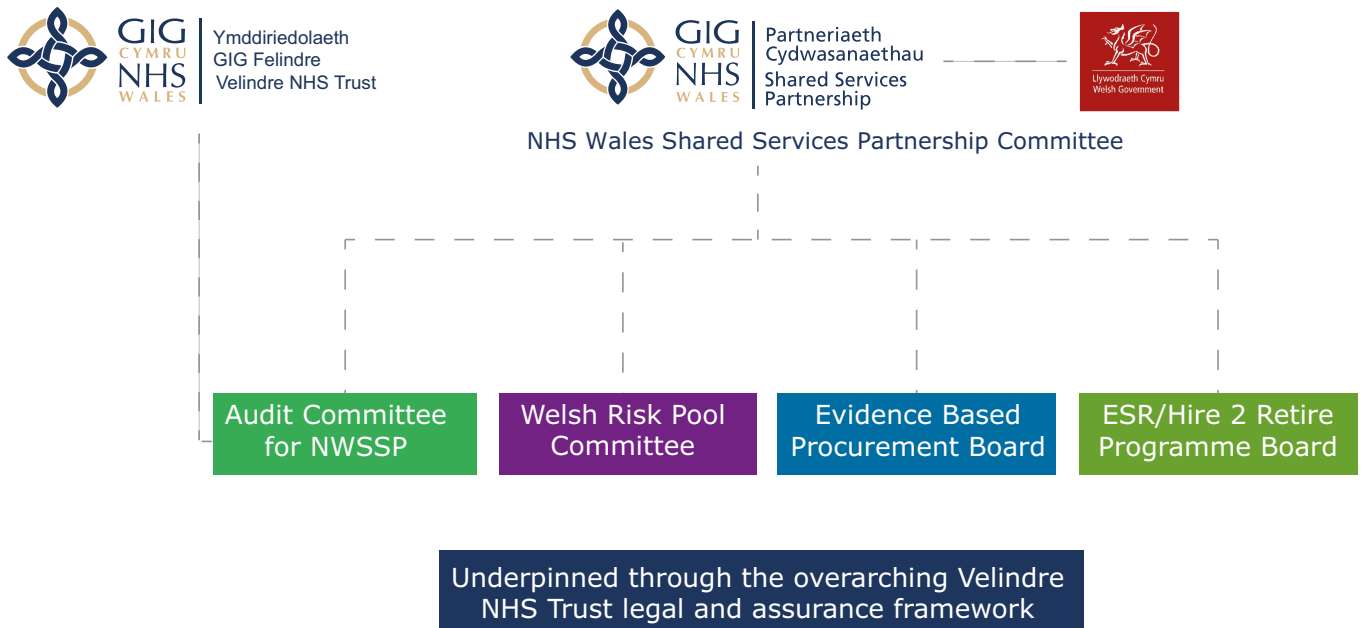 GIG
CYMRU
NHS
WALES
Ymddiriedolaeth
GIG Felindre
Velindre NHS Trust
GIG
CYMRU
NHS
WALES
Partneriaeth
Cydwasanaethau
Shared Services
Partnership
Llywodraeth Cymru
Welsh Government
NHS Wales Shared Services Partnership Committee
Audit Committee
for NWSSP
Welsh Risk Pool
Committee
Evidence Based
Procurement Board
ESR/Hire 2 Retire
Programme Board
Underpinned through the overarching Velindre
NHS Trust legal and assurance framework